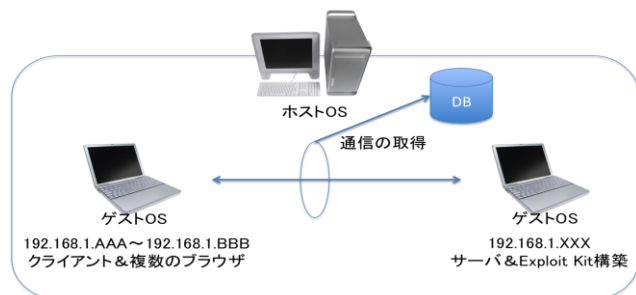 DB
ホストOS
通信の取得
ゲストOS
192.168.1.AAA～192.168.1.BBB
クライアント＆複数のブラウザ
ゲストOS
192.168.1.XXX
サーバ＆Exploit Kit構築